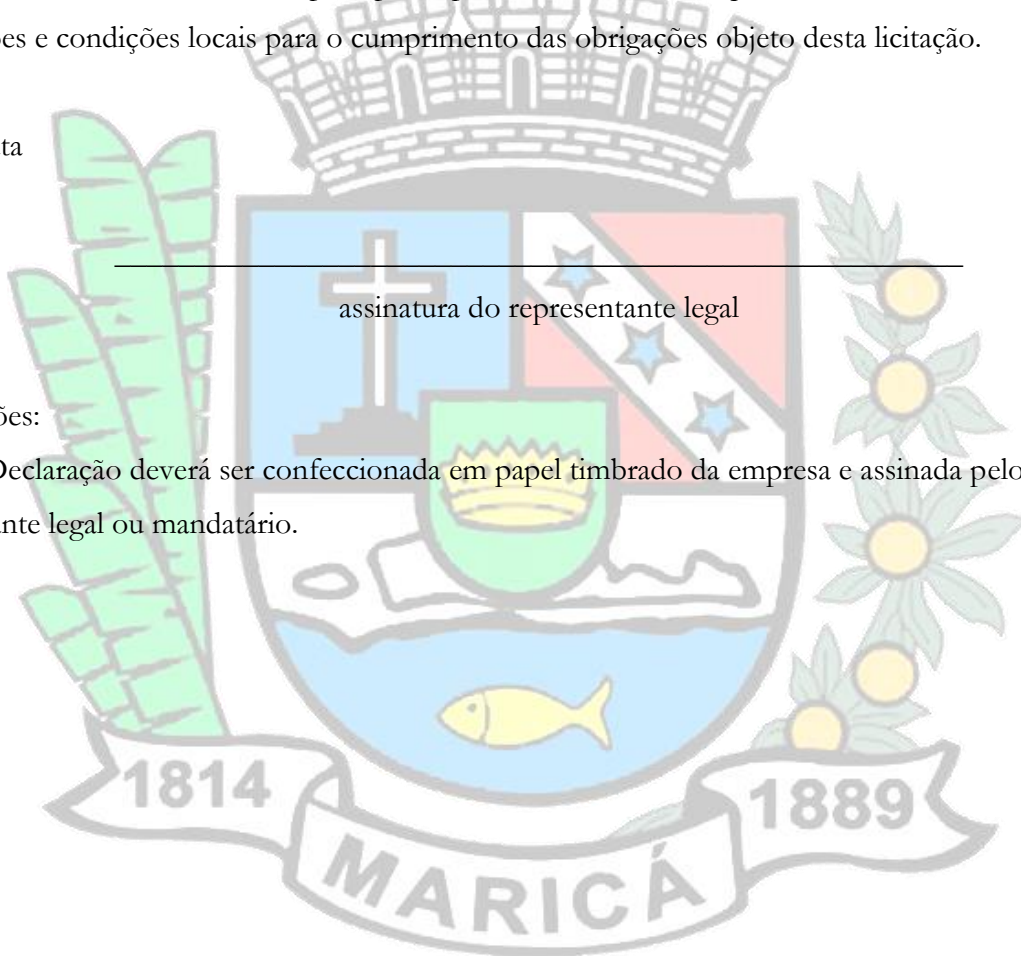 ões e condições locais para o cumprimento das obrigações objeto desta licitação.
ta
assinatura do representante legal
ões:
Declaração deverá ser confeccionada em papel timbrado da empresa e assinada pelo
ante legal ou mandatário.
1814
1889
MARICÁ